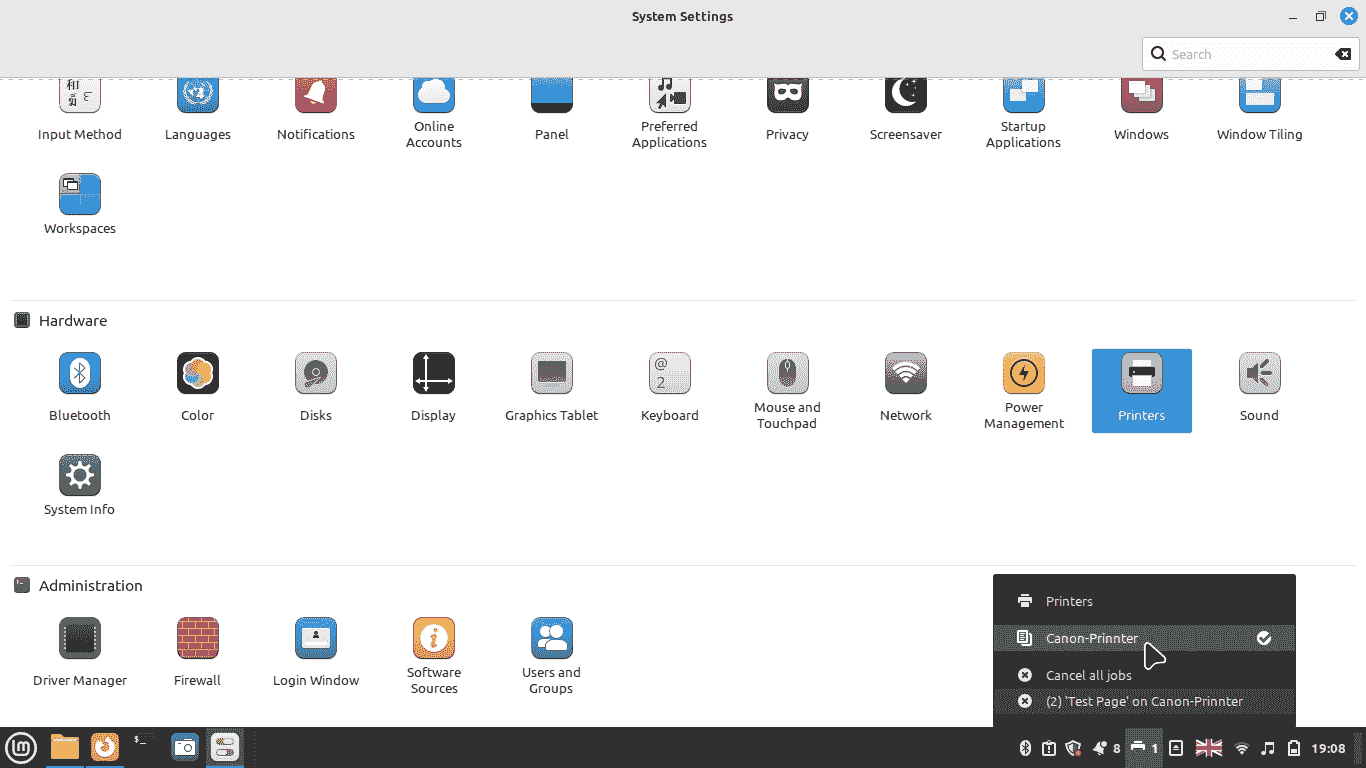 System Settings
Search
Input Method
Languages
Notifications
Online
Accounts
Panel
Preferred
Applications
Privacy
Screensaver
Startup
Applications
Windows
Window Tiling
Workspaces
Hardware
Bluetooth
Color
Disks
Display
Graphics Tablet
@
2
Keyboard
Mouse and
Touchpad
Network
Power
Management
Printers
Sound
System Info
Administration
Driver Manager
Firewall
Login Window
Software
Sources
Users and
Groups
Printers
Canon-Prinnter
Cancel all jobs
(2) 'Test Page' on Canon-Prinnter
8
1
19:08